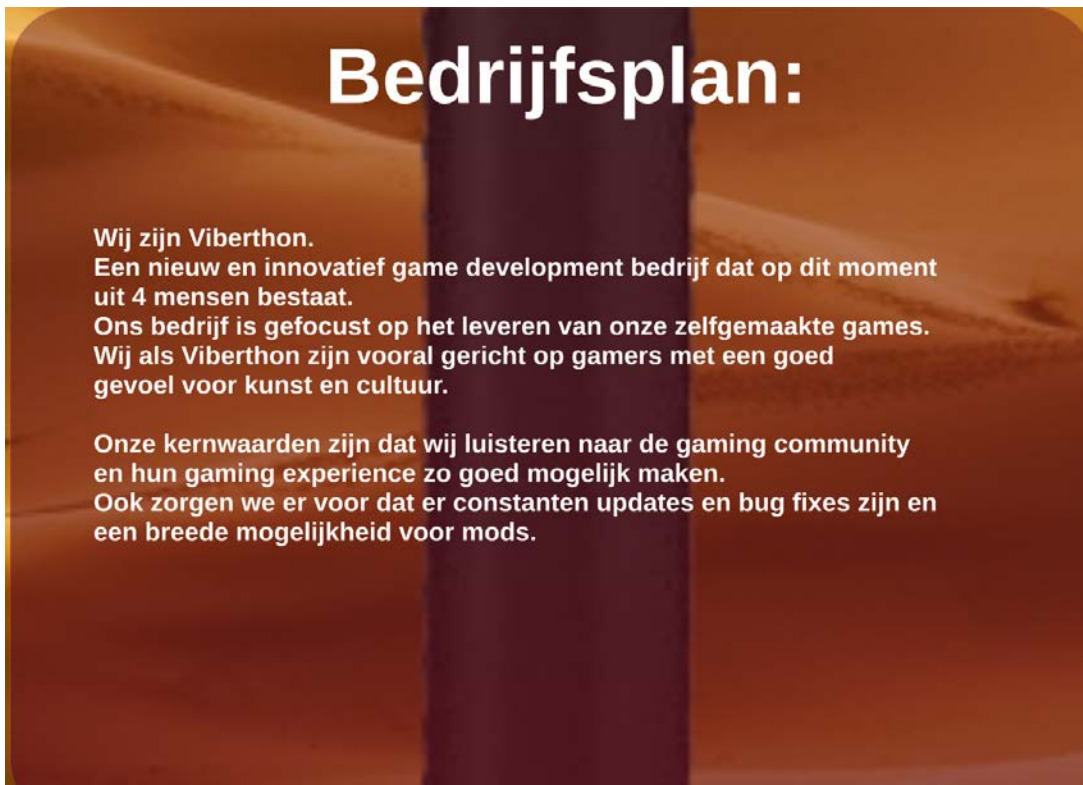 Bedrijfsplan:
Wij zijn Viberthon.
Een nieuw en innovatief game development bedrijf dat op dit moment
uit 4 mensen bestaat.
Ons bedrijf is gefocust op het leveren van onze zelfgemaakte games.
Wij als Viberthon zijn vooral gericht op gamers met een goed
gevoel voor kunst en cultuur.
Onze kernwaarden zijn dat wij luisteren naar de gaming community
en hun gaming experience zo goed mogelijk maken.
Ook zorgen we er voor dat er constanten updates en bug fixes zijn en
een breede mogelijkheid voor mods.